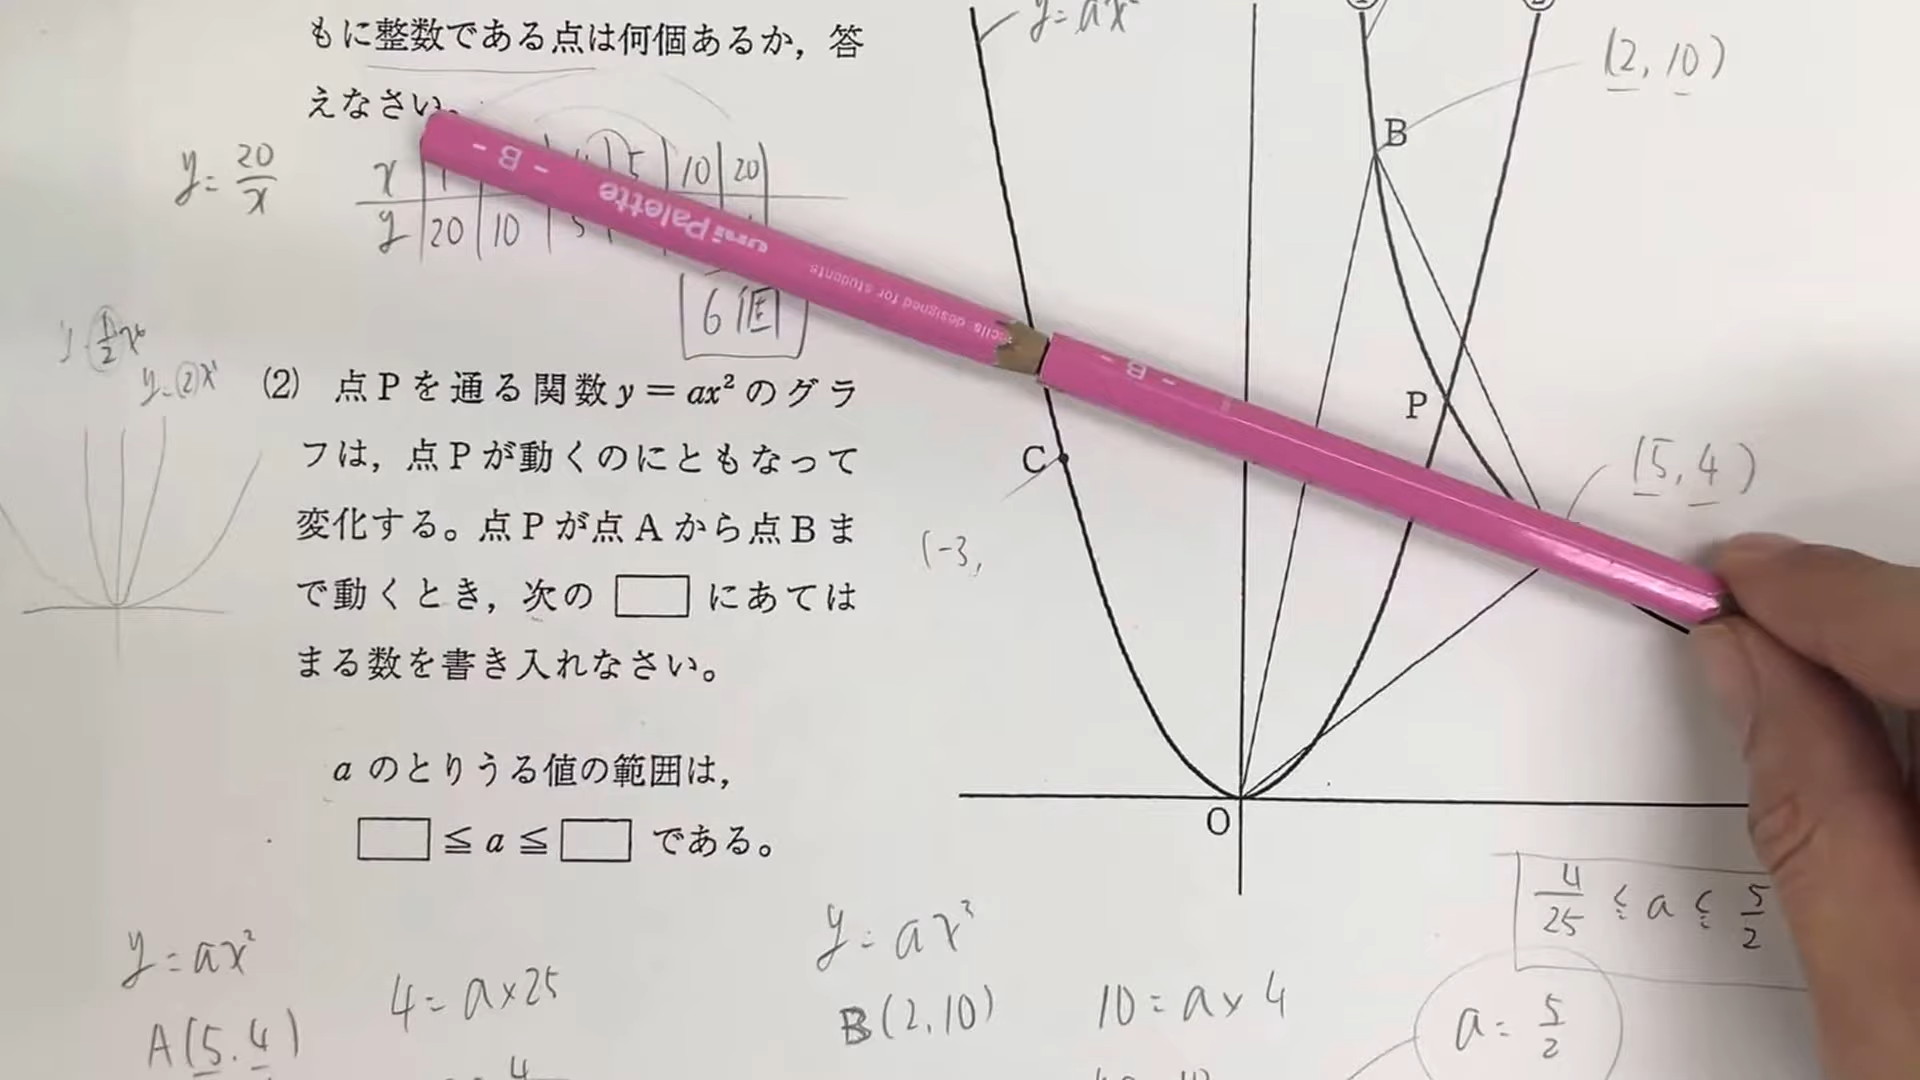 もに整数である点は何個あるか，答
えなさい。
y = 20/x
x | 1 | 5 | 10 | 20
y | 20 | 10 | 5
6個
y = 2x²
(2) 点Pを通る関数 y = ax² のグラ
フは，点Pが動くのにともなって
変化する。点Pが点Aから点Bま
で動くとき，次の □ にあてはま
まる数を書き入れなさい。
a のとりうる値の範囲は，
□ ≦ a ≦ □ である。
y = ax²
A(5.4)
4 = a×25
4
y = ax²
B(2,10)
10 = a×4
4/25 ≦ a ≦ 5/2
a = 5/2
y = ax²
(2, 10)
B
P
C
(5, 4)
(-3,
O
- B -
uni Palette
designed for students
- B -